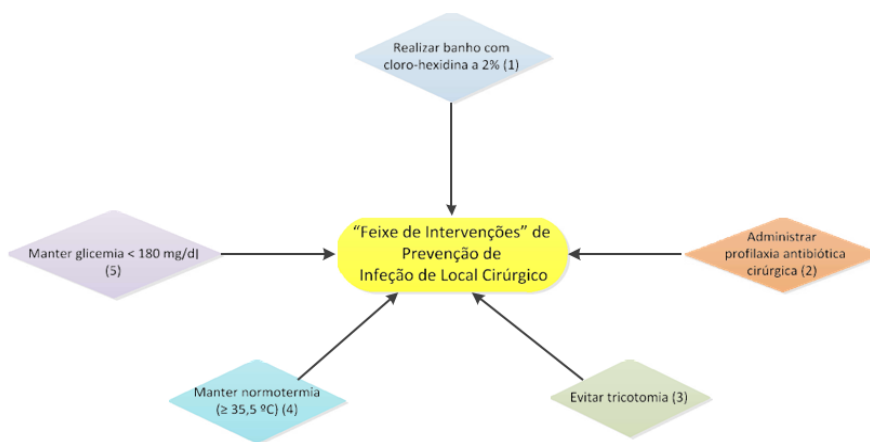 Realizar banho com
cloro-hexidina a 2% (1)
“Feixe de Intervenções” de
Prevenção de
Infeção de Local Cirúrgico
Administrar
profilaxia antibiótica
cirúrgica (2)
Evitar tricotomia (3)
Manter normotermia
(≥ 35,5 ºC) (4)
Manter glicemia < 180 mg/dl
(5)